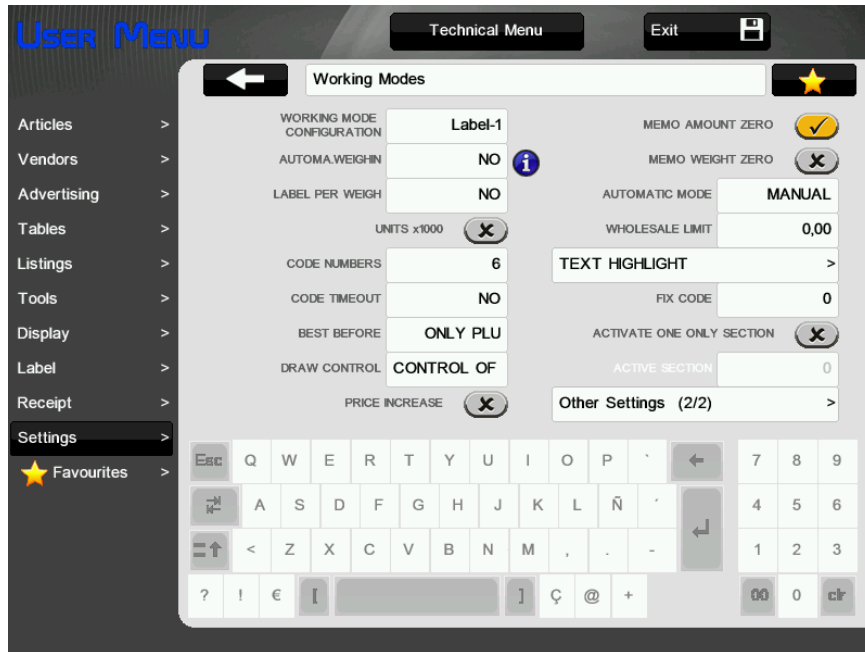 USER MENU
Technical Menu
Exit
Working Modes
Articles >
Vendors >
Advertising >
Tables >
Listings >
Tools >
Display >
Label >
Receipt >
Settings >
Favourites >
WORKING MODE
CONFIGURATION
Label-1
AUTOMA.WEIGHIN NO
LABEL PER WEIGH NO
UNITS x1000
CODE NUMBERS 6
CODE TIMEOUT NO
BEST BEFORE ONLY PLU
DRAW CONTROL CONTROL OF
PRICE INCREASE
MEMO AMOUNT ZERO
MEMO WEIGHT ZERO
AUTOMATIC MODE MANUAL
WHOLESALE LIMIT 0,00
TEXT HIGHLIGHT >
FIX CODE 0
ACTIVATE ONE ONLY SECTION
ACTIVE SECTION 0
Other Settings (2/2) >
Esc Q W E R T Y U I O P ` 7 8 9
A S D F G H J K L Ñ ´ 4 5 6
< Z X C V B N M , . - 1 2 3
? ! € [ ] Ç @ + 00 0 clr